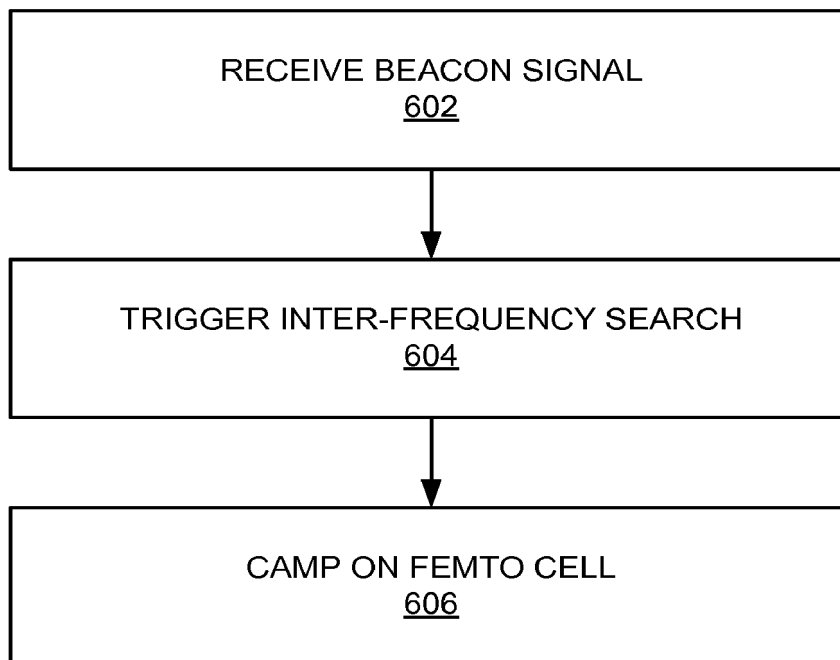 RECEIVE BEACON SIGNAL
602
TRIGGER INTER-FREQUENCY SEARCH
604
CAMP ON FEMTO CELL
606